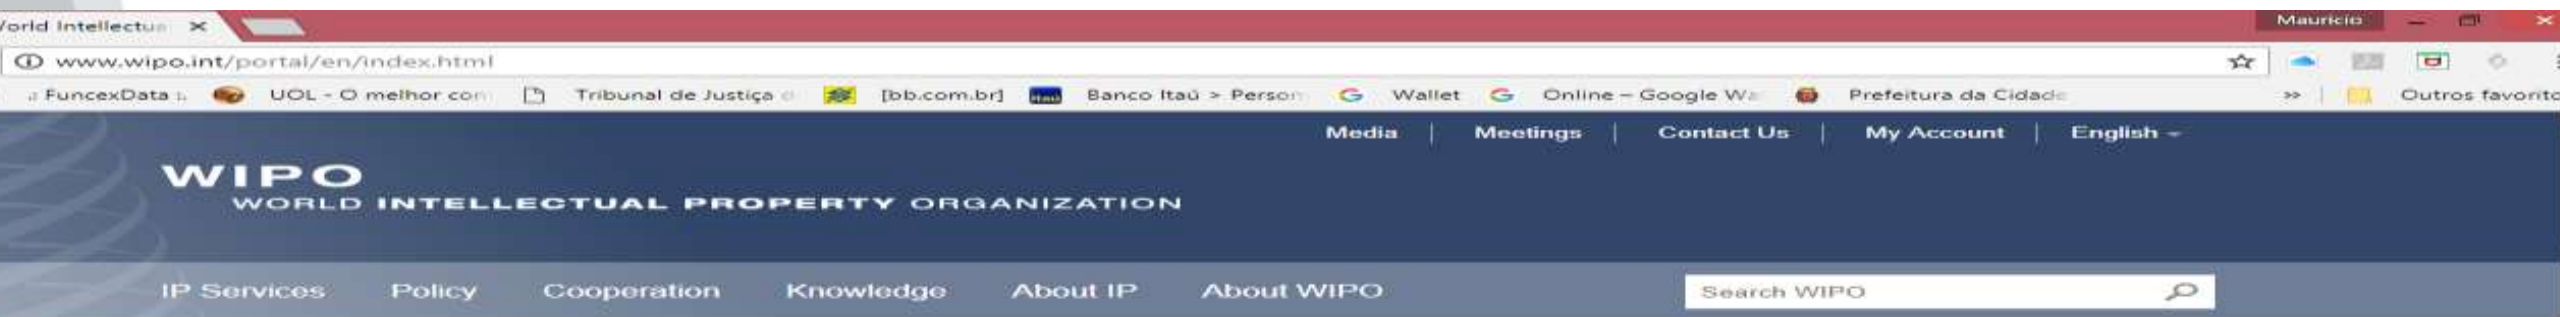 World Intellectua
Mauricio
www.wipo.int/portal/en/index.html
FuncexData UOL - O melhor con Tribunal de Justiça d [bb.com.br] Banco Itaú > Person Wallet Online – Google Wa Prefeitura da Cidade » Outros favorito
Media | Meetings | Contact Us | My Account | English
WIPO
WORLD INTELLECTUAL PROPERTY ORGANIZATION
IP Services Policy Cooperation Knowledge About IP About WIPO Search WIPO